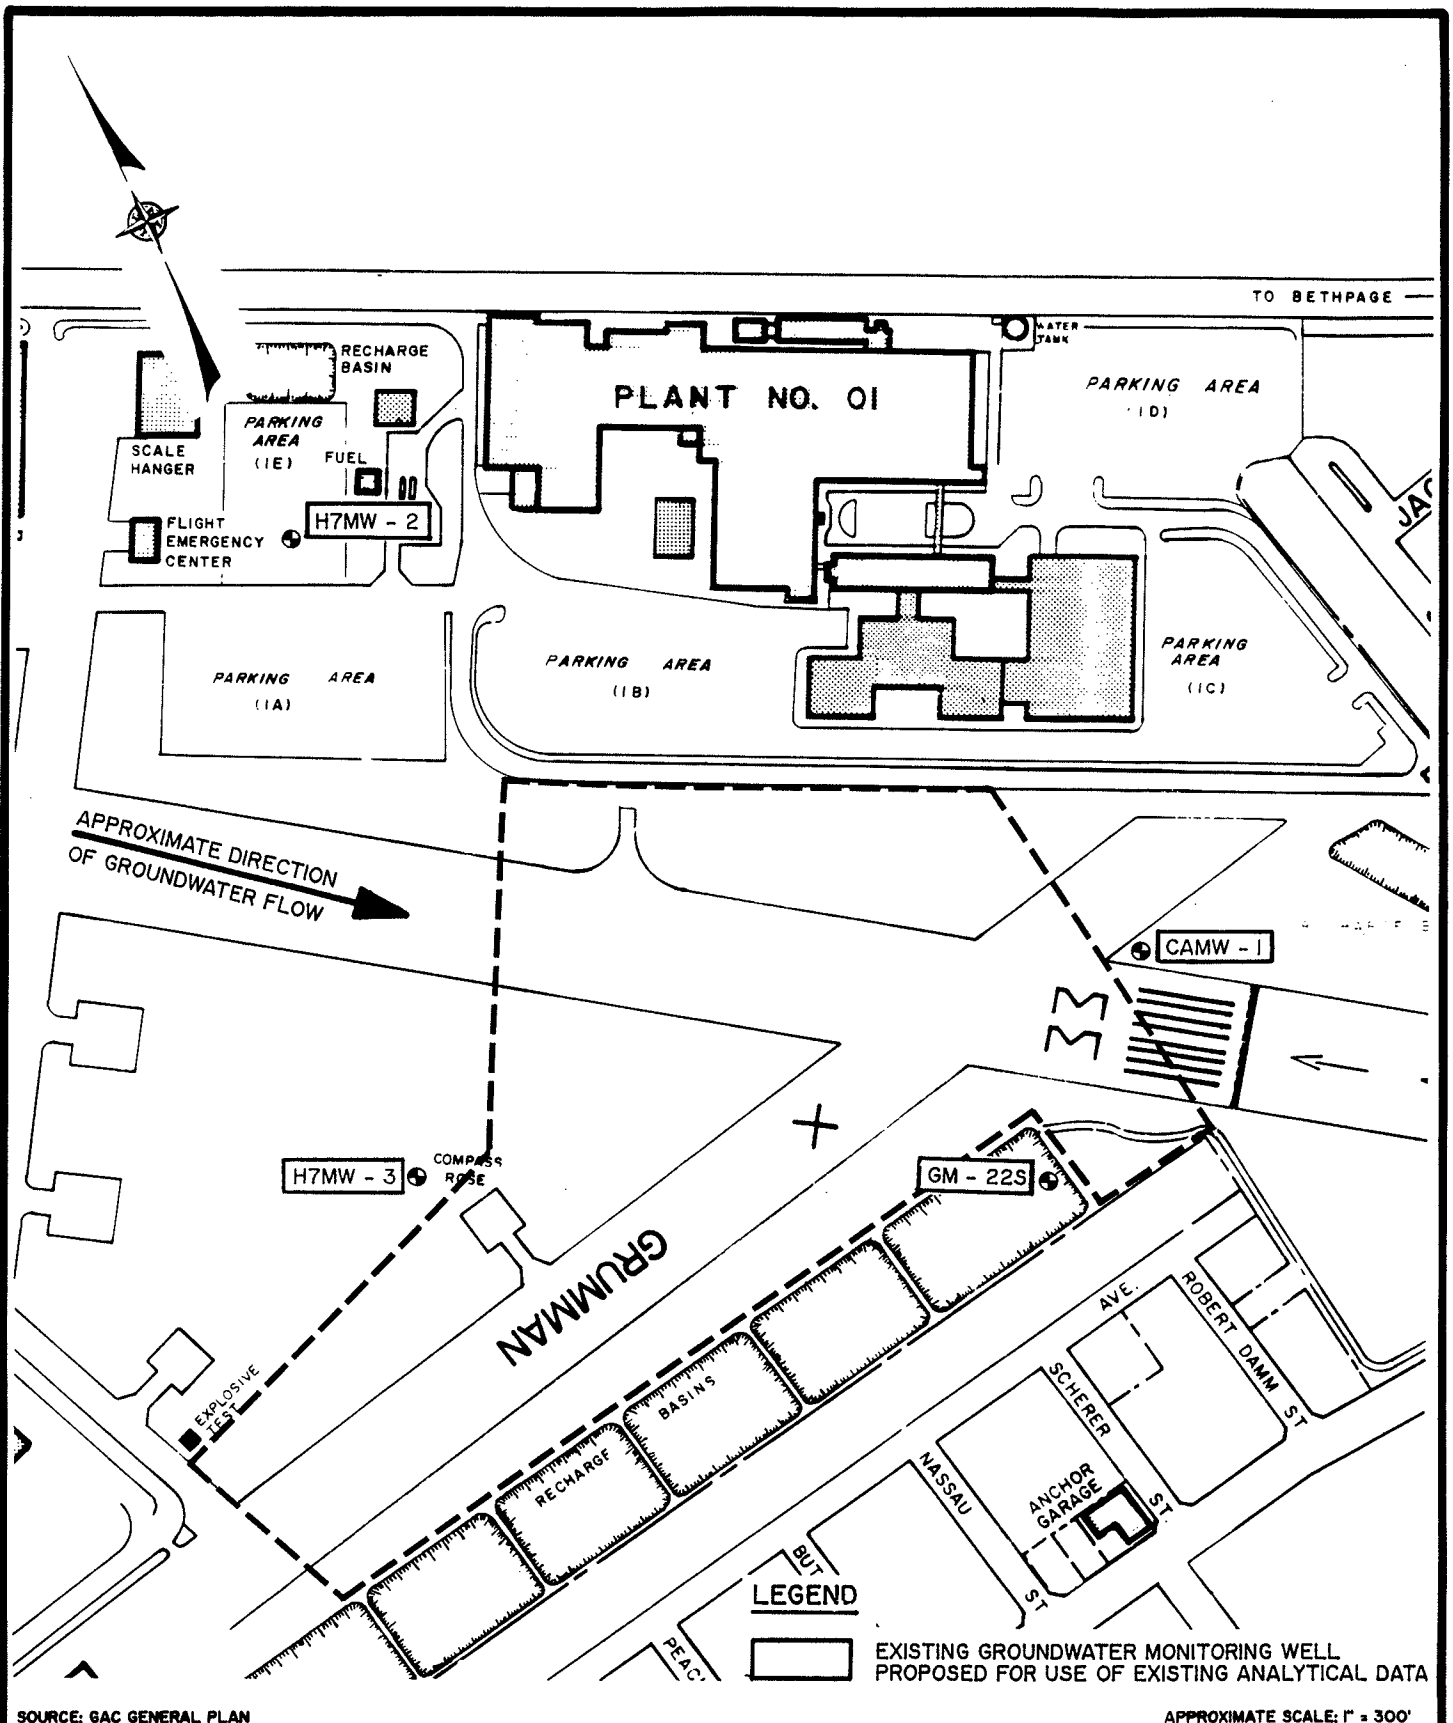 TO BETHPAGE
WATER
TANK
RECHARGE
BASIN
PLANT NO. 01
PARKING AREA
(1D)
PARKING
AREA
(1E)
SCALE
HANGER
FUEL
H7MW - 2
FLIGHT
EMERGENCY
CENTER
PARKING AREA
(1A)
PARKING AREA
(1B)
PARKING
AREA
(1C)
APPROXIMATE DIRECTION
OF GROUNDWATER FLOW
CAMW - 1
H7MW - 3
COMPASS
ROSE
GM - 22S
GRUMMAN
EXPLOSIVE
TEST
RECHARGE
BASINS
AVE.
ROBERT DAMM ST
SCHERER ST
NASSAU ST
ANCHOR
GARAGE
LEGEND
EXISTING GROUNDWATER MONITORING WELL
PROPOSED FOR USE OF EXISTING ANALYTICAL DATA
SOURCE: GAC GENERAL PLAN
APPROXIMATE SCALE: 1" = 300'